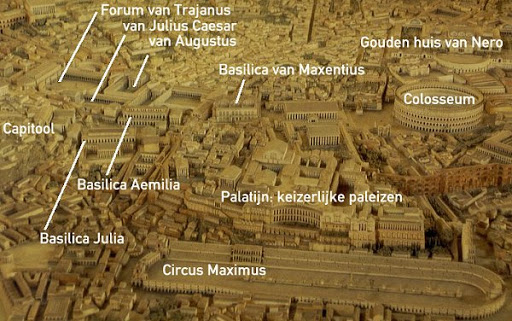 Forum van Trajanus
van Julius Caesar
van Augustus
Gouden huis van Nero
Basilica van Maxentius
Colosseum
Capitool
Basilica Aemilia
Palatijn: keizerlijke paleizen
Basilica Julia
Circus Maximus